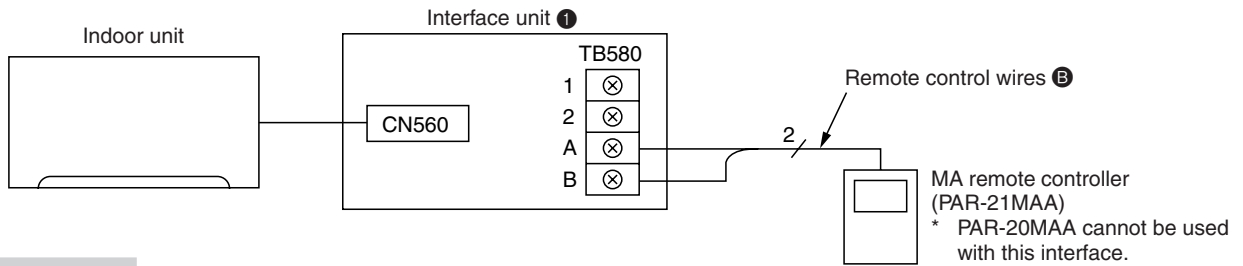 Interface unit ❶
Indoor unit
TB580
1
2
A
B
CN560
Remote control wires Ⓑ
2
MA remote controller
(PAR-21MAA)
* PAR-20MAA cannot be used
with this interface.